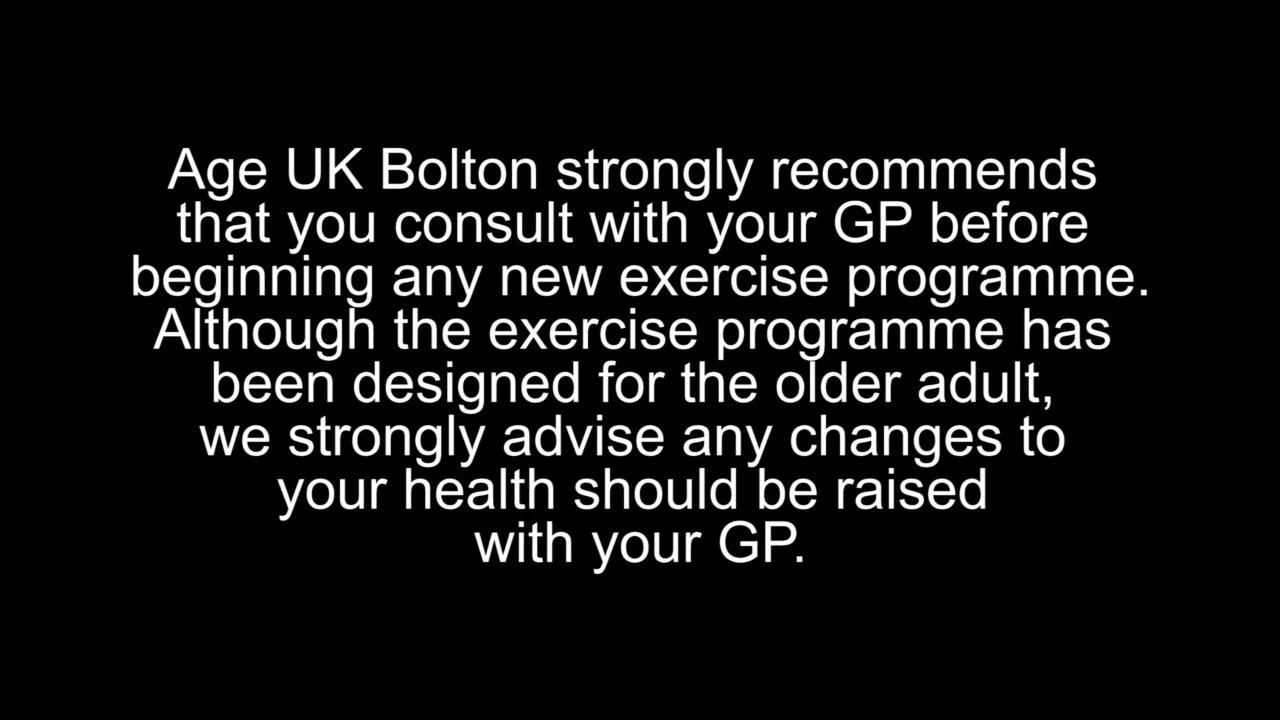 Age UK Bolton strongly recommends
that you consult with your GP before
beginning any new exercise programme.
Although the exercise programme has
been designed for the older adult,
we strongly advise any changes to
your health should be raised
with your GP.